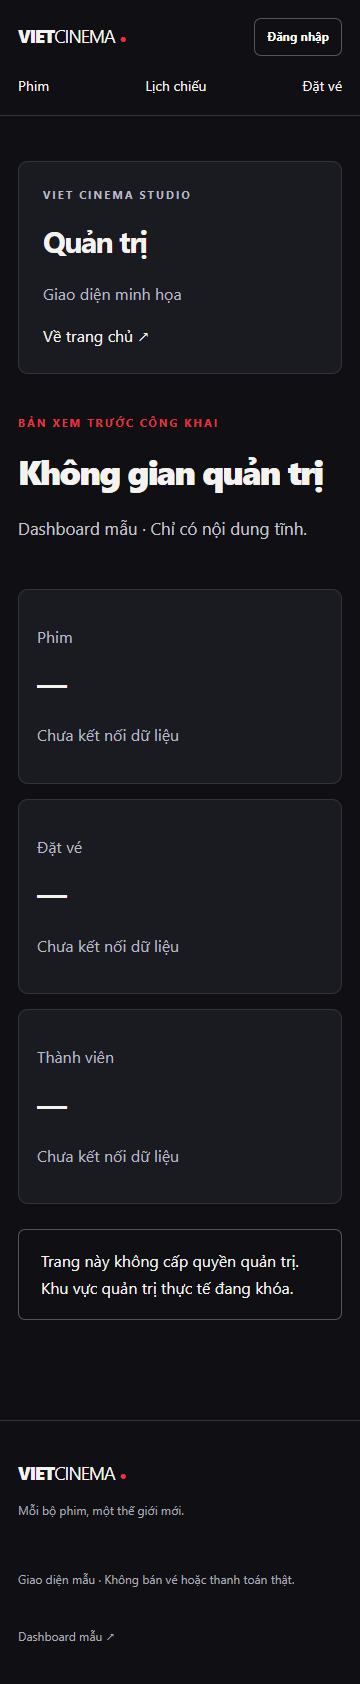 VIETCINEMA
Đăng nhập
Phim
Lịch chiếu
Đặt vé
VIET CINEMA STUDIO
Quản trị
Giao diện minh họa
Về trang chủ ↗
BẢN XEM TRƯỚC CÔNG KHAI
Không gian quản trị
Dashboard mẫu · Chỉ có nội dung tĩnh.
Phim
—
Chưa kết nối dữ liệu
Đặt vé
—
Chưa kết nối dữ liệu
Thành viên
—
Chưa kết nối dữ liệu
Trang này không cấp quyền quản trị.
Khu vực quản trị thực tế đang khóa.
VIETCINEMA
Mỗi bộ phim, một thế giới mới.
Giao diện mẫu · Không bán vé hoặc thanh toán thật.
Dashboard mẫu ↗